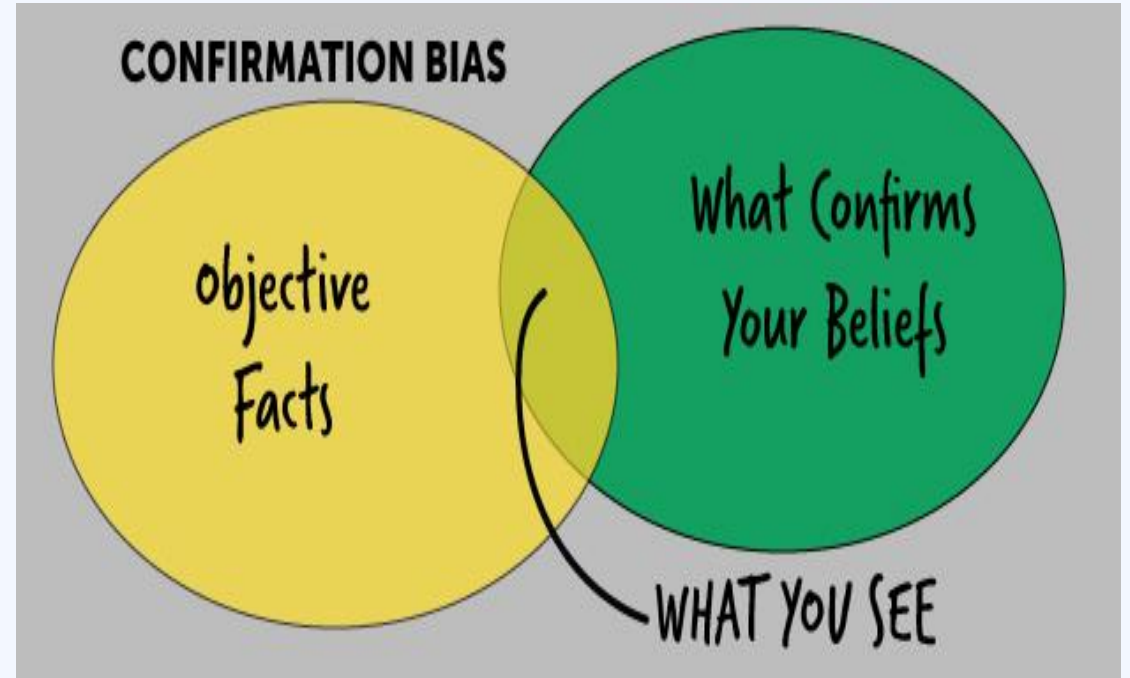 CONFIRMATION BIAS
Objective
Facts
What Confirms
Your Beliefs
WHAT YOU SEE